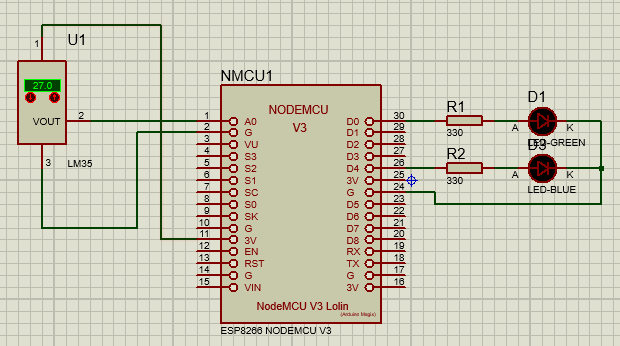 U1
1
27.0
VOUT
2
3
LM35
NMCU1
NODEMCU
V3
1 A0
2 G
3 VU
4 S3
5 S2
6 S1
7 SC
8 S0
9 SK
10 G
11 3V
12 EN
13 RST
14 G
15 VIN
D0 30
D1 29
D2 28
D3 27
D4 26
3V 25
G 24
D5 23
D6 22
D7 21
D8 20
RX 19
TX 18
G 17
3V 16
NodeMCU V3 Lolin
(Arduino Magix)
ESP8266 NODEMCU V3
R1
330
D1
A K
LED-GREEN
R2
330
A K
LED-BLUE